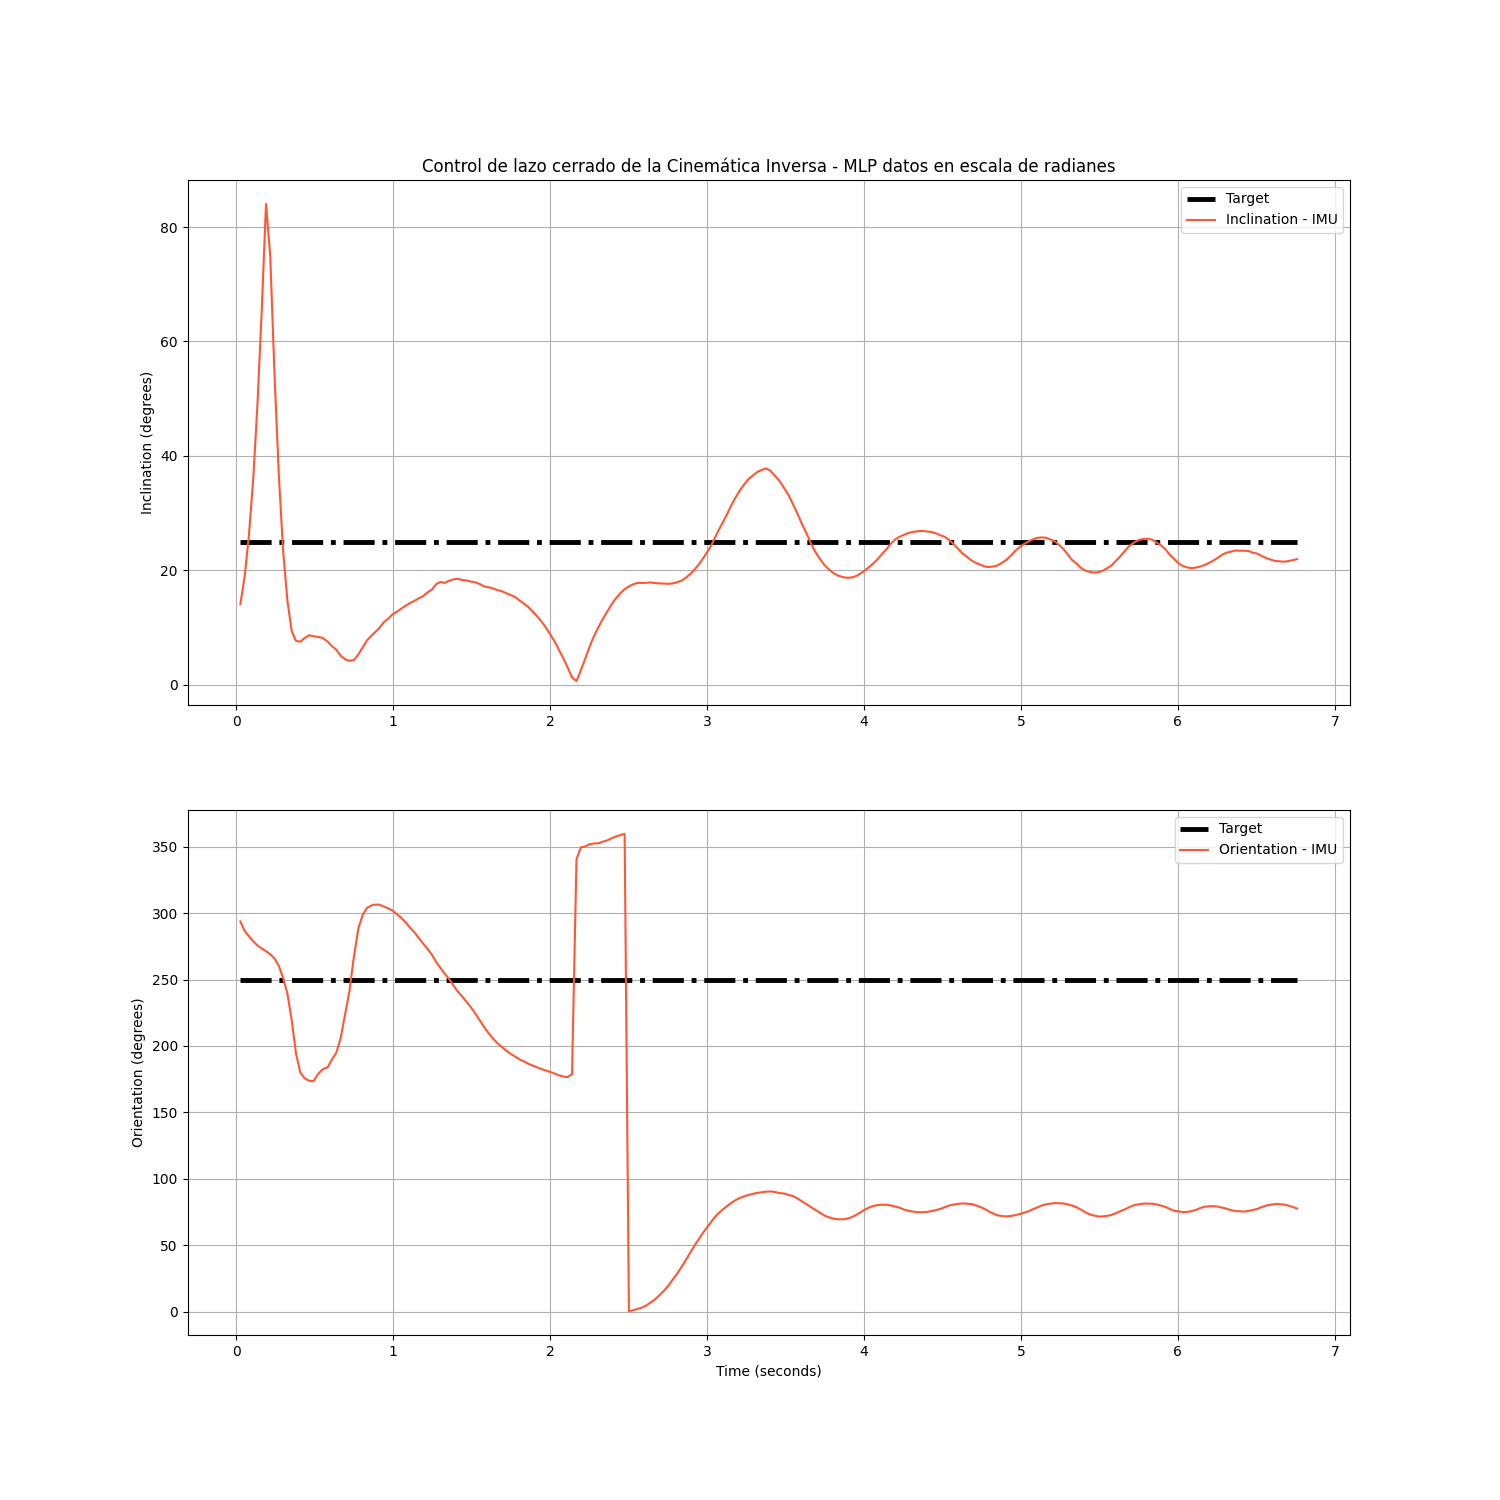 Control de lazo cerrado de la Cinemática Inversa - MLP datos en escala de radianes
Target
Inclination - IMU
Inclination (degrees)
80
60
40
20
0
0 1 2 3 4 5 6 7
Target
Orientation - IMU
Orientation (degrees)
350
300
250
200
150
100
50
0
0 1 2 3 4 5 6 7
Time (seconds)